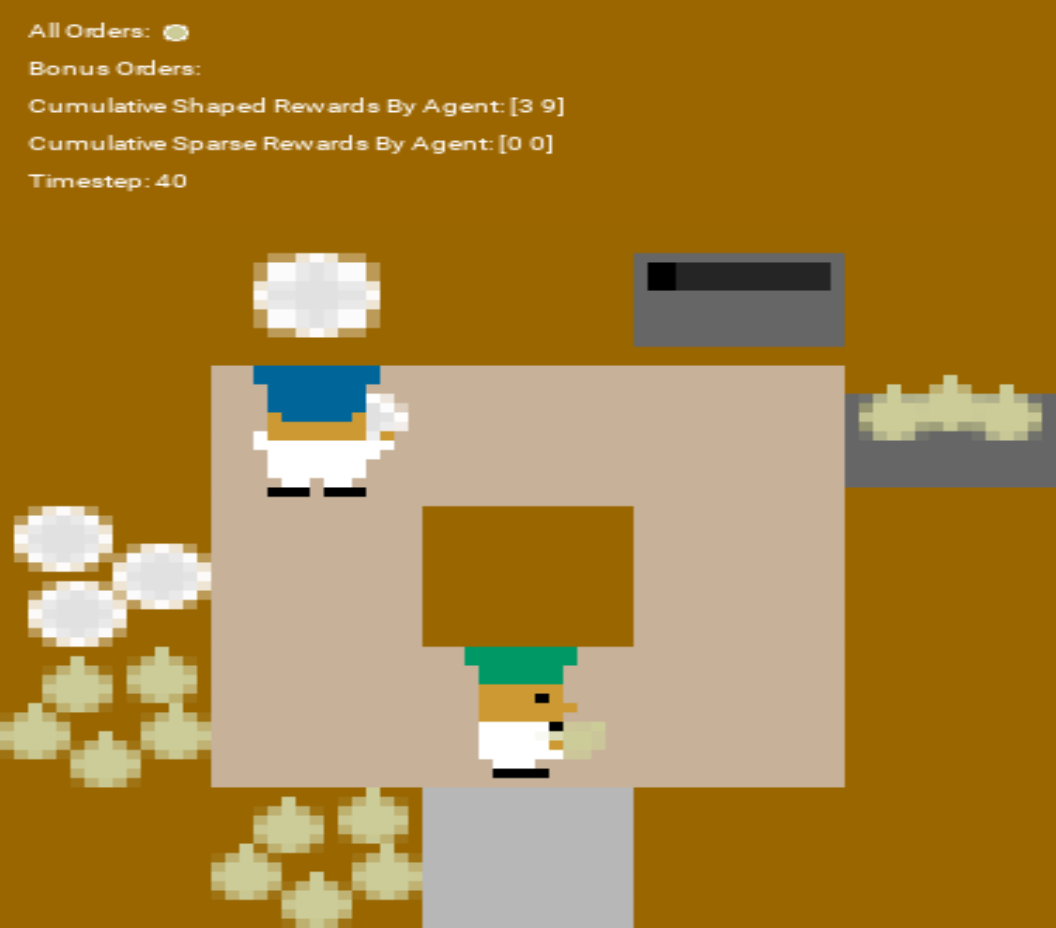 All Orders:
Bonus Orders:
Cumulative Shaped Rewards By Agent: [3 9]
Cumulative Sparse Rewards By Agent: [0 0]
Timestep: 40